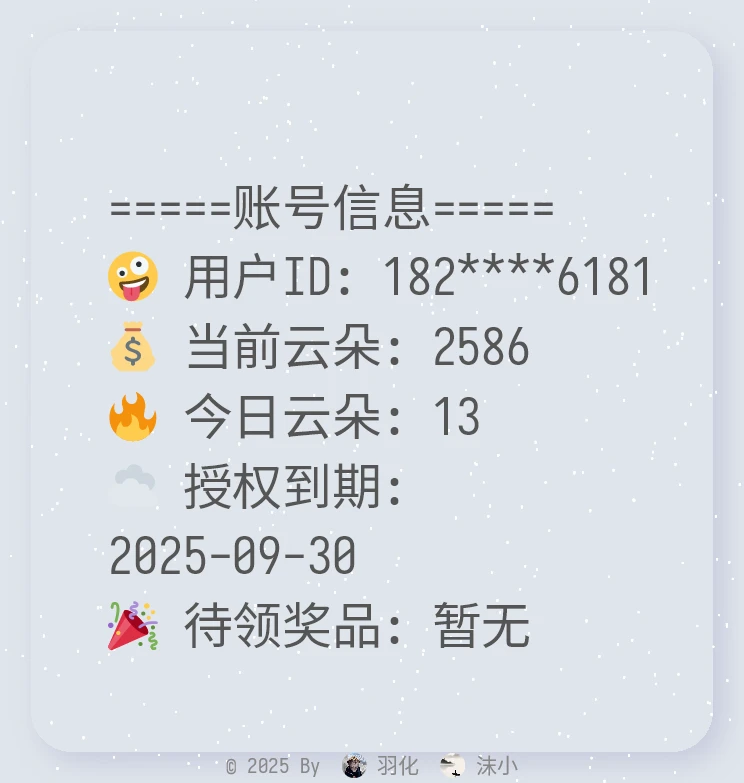 =====账号信息=====
🤪 用户ID: 182****6181
💰 当前云朵: 2586
🔥 今日云朵: 13
☁️ 授权到期:
2025-09-30
🎉 待领奖品: 暂无
© 2025 By 羽化 沫小